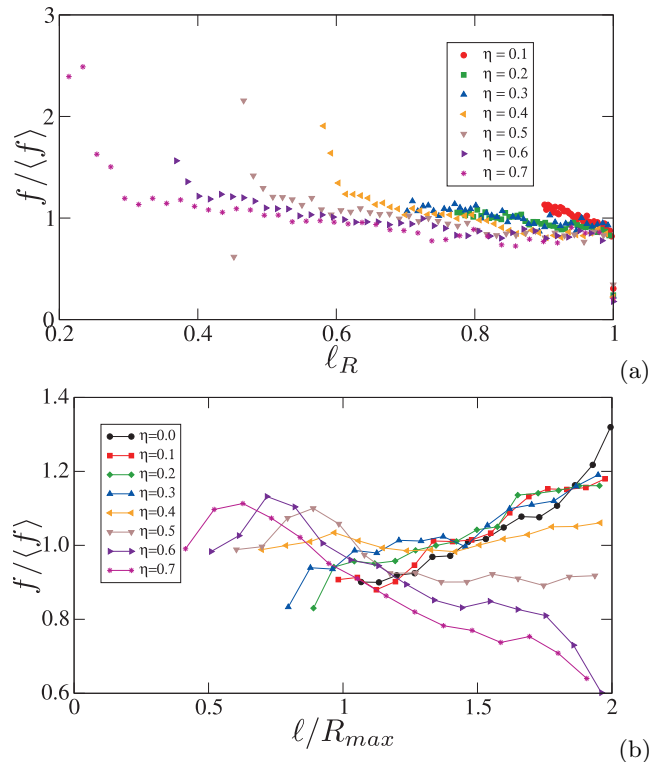 3
2
1
0
f/⟨f⟩
0.2
0.4
0.6
0.8
1
ℓ_R
η = 0.1
η = 0.2
η = 0.3
η = 0.4
η = 0.5
η = 0.6
η = 0.7
(a)
1.4
1.2
1.0
0.8
0.6
f/⟨f⟩
η=0.0
η=0.1
η=0.2
η=0.3
η=0.4
η=0.5
η=0.6
η=0.7
0
0.5
1
1.5
2
ℓ/R_max
(b)